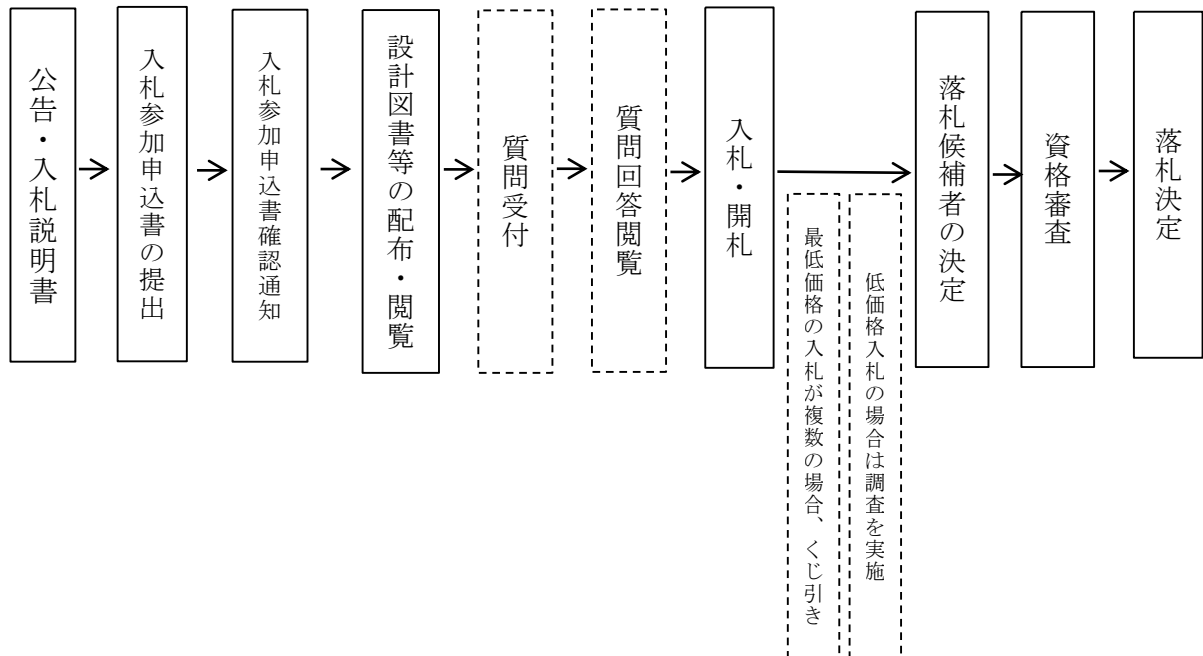 公告・入札説明書
入札参加申込書の提出
入札参加申込書確認通知
設計図書等の配布・閲覧
質問受付
質問回答閲覧
入札・開札
最低価格の入札が複数の場合、くじ引き
低価格入札の場合は調査を実施
落札候補者の決定
資格審査
落札決定